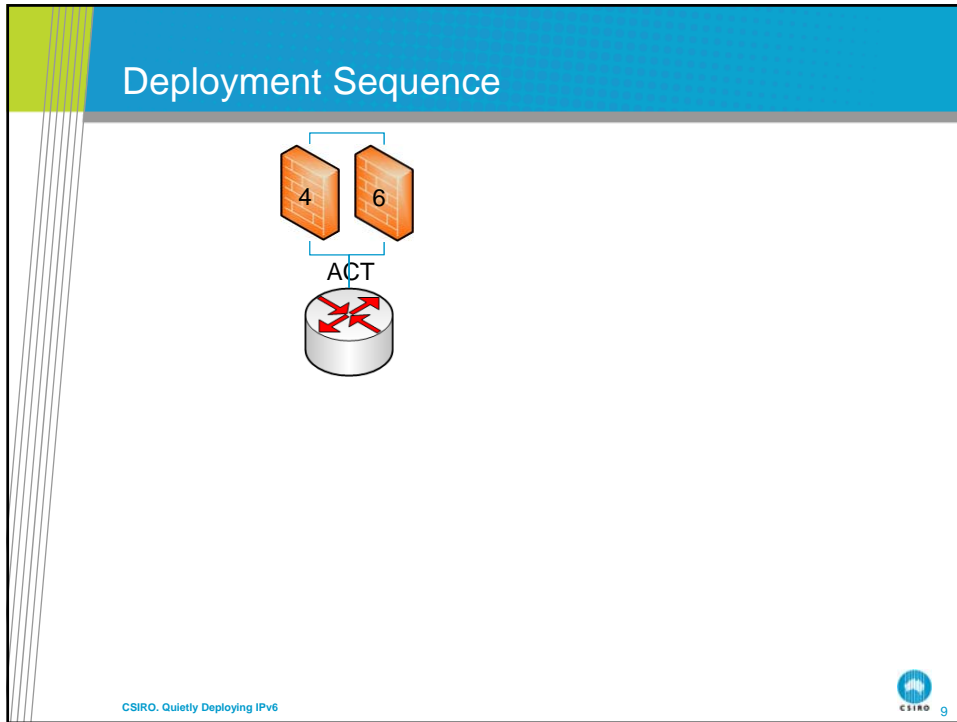 Deployment Sequence
4 6
ACT
CSIRO. Quietly Deploying IPv6
CSIRO
9